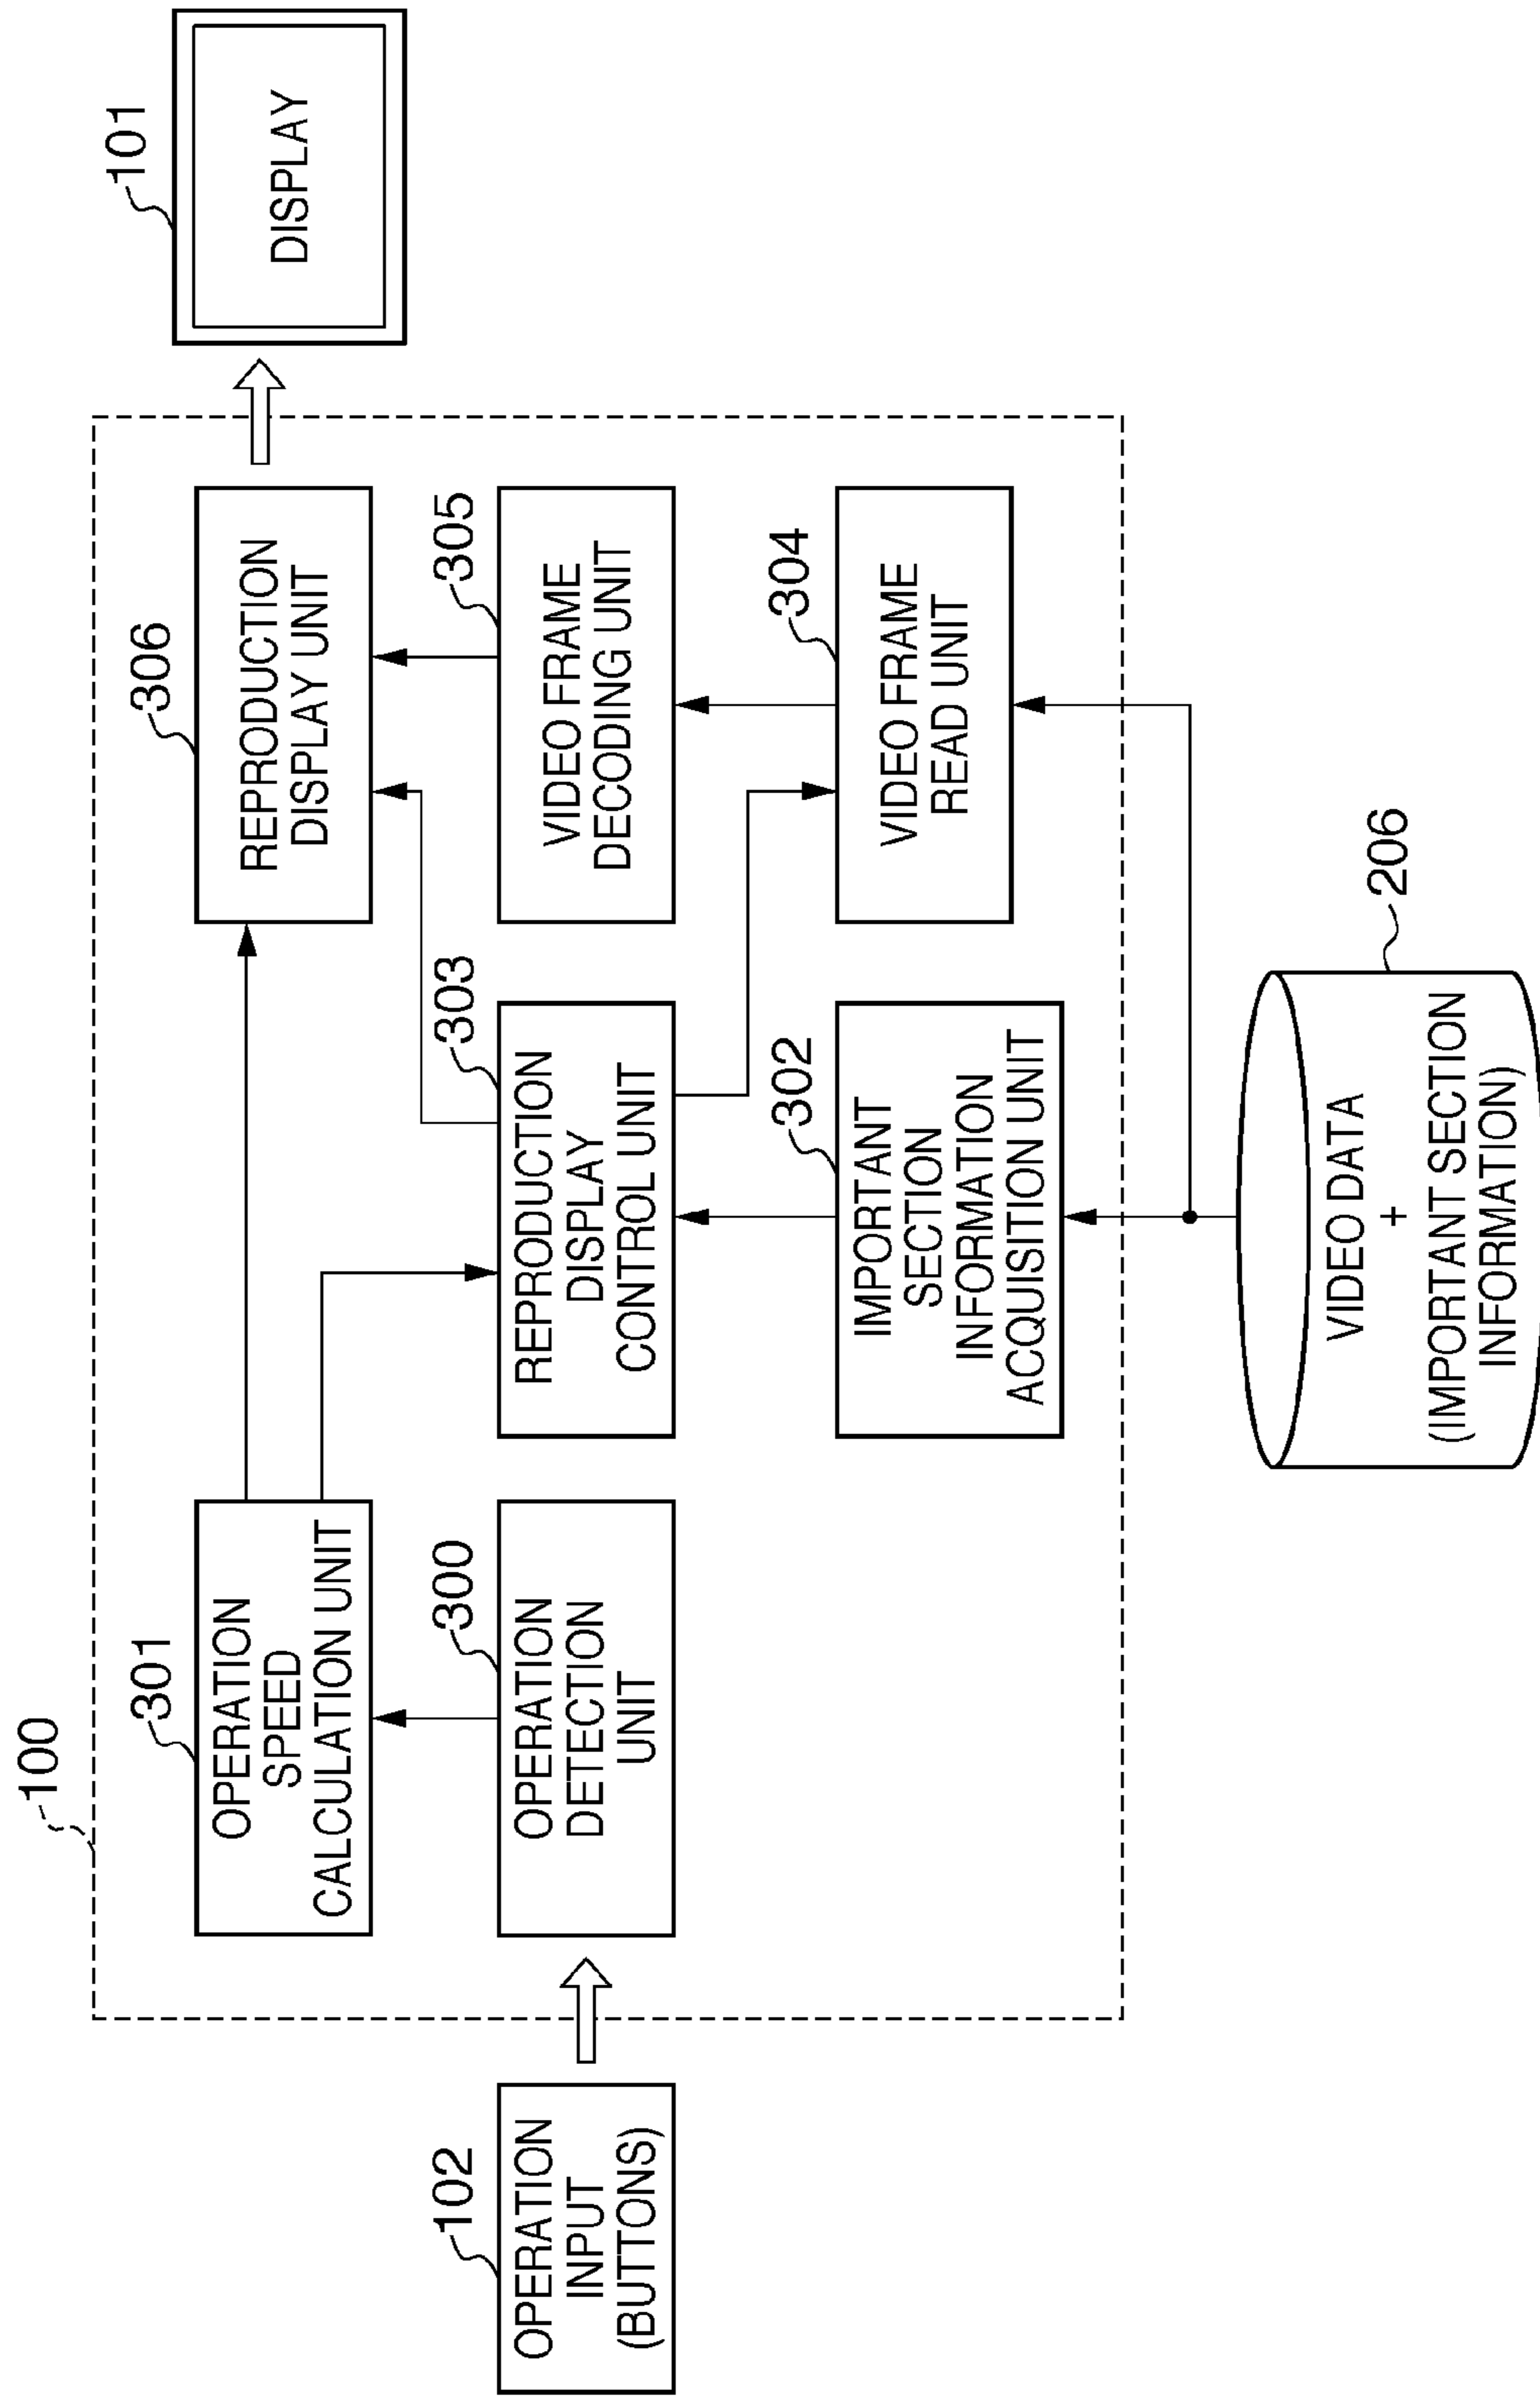 100
301
OPERATION
SPEED
CALCULATION UNIT
306
REPRODUCTION
DISPLAY UNIT
101
DISPLAY
102
OPERATION
INPUT
(BUTTONS)
300
OPERATION
DETECTION
UNIT
303
REPRODUCTION
DISPLAY
CONTROL UNIT
305
VIDEO FRAME
DECODING UNIT
302
IMPORTANT
SECTION
INFORMATION
ACQUISITION UNIT
304
VIDEO FRAME
READ UNIT
206
VIDEO DATA
+
(IMPORTANT SECTION
INFORMATION)